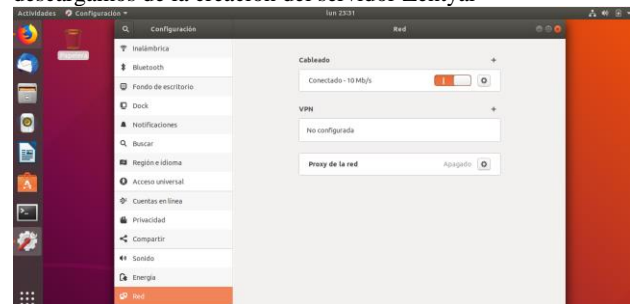 descargamos de la creación del servidor Zentyal
Actividades Configuración lun 23:31
Papelera
Configuración Red
Inalámbrica
Bluetooth
Fondo de escritorio
Dock
Notificaciones
Buscar
Región e idioma
Acceso universal
Cuentas en línea
Privacidad
Compartir
Sonido
Energía
Red
Cableado +
Conectado - 10 Mb/s
VPN +
No configurada
Proxy de la red Apagado